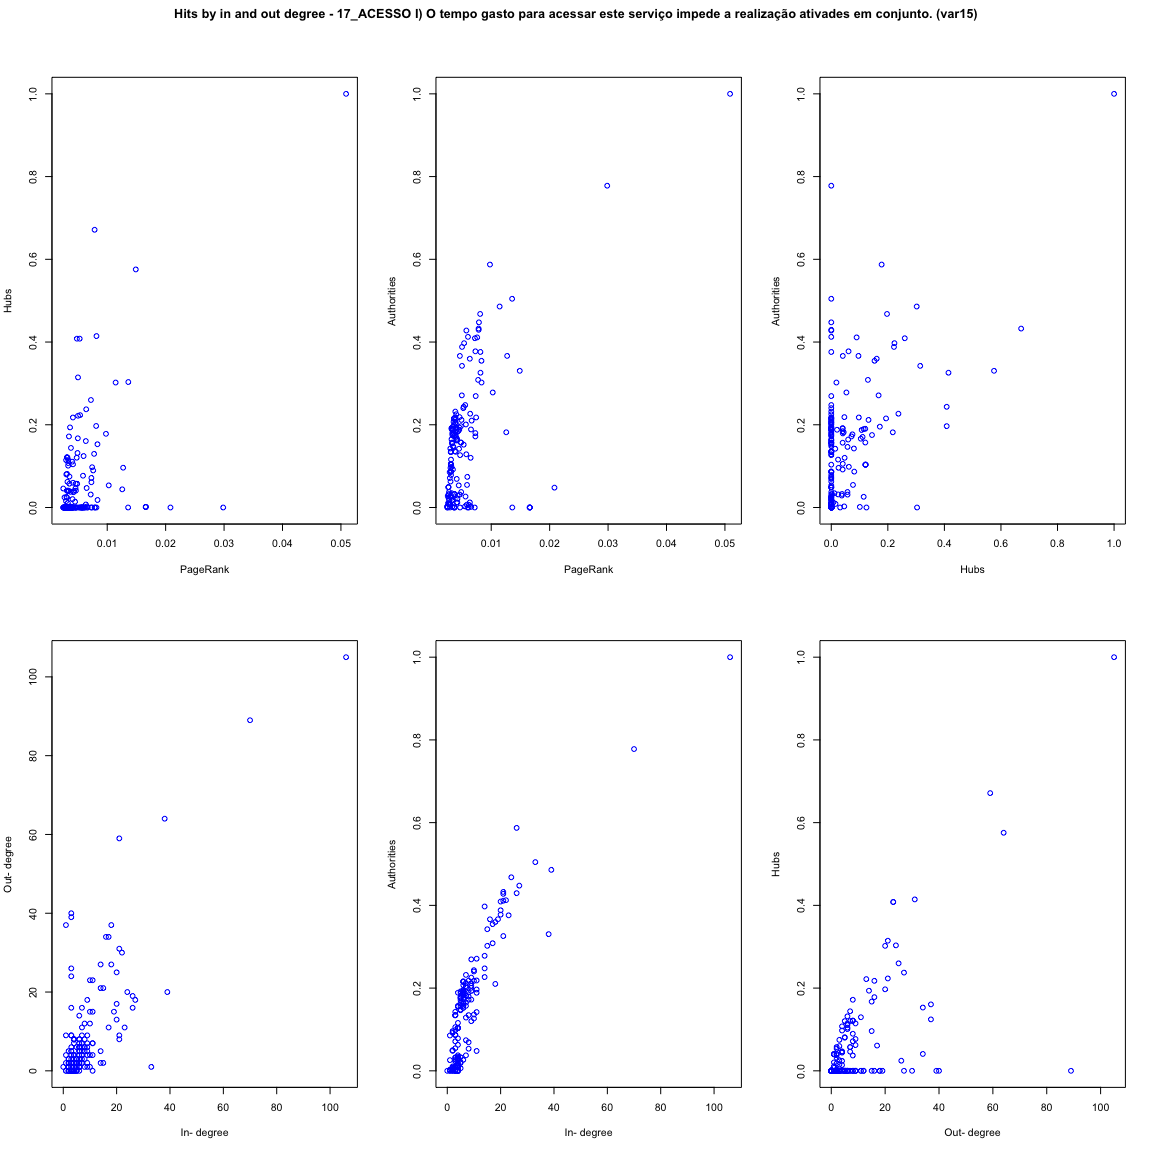 Hits by in and out degree - 17_ACESSO I) O tempo gasto para acessar este serviço impede a realização ativades em conjunto. (var15)
Hubs
1.0
0.8
0.6
0.4
0.2
0.0
0.01 0.02 0.03 0.04 0.05
PageRank
Authorities
1.0
0.8
0.6
0.4
0.2
0.0
0.01 0.02 0.03 0.04 0.05
PageRank
Authorities
1.0
0.8
0.6
0.4
0.2
0.0
0.0 0.2 0.4 0.6 0.8 1.0
Hubs
Out- degree
100
80
60
40
20
0
0 20 40 60 80 100
In- degree
Authorities
1.0
0.8
0.6
0.4
0.2
0.0
0 20 40 60 80 100
In- degree
Hubs
1.0
0.8
0.6
0.4
0.2
0.0
0 20 40 60 80 100
Out- degree